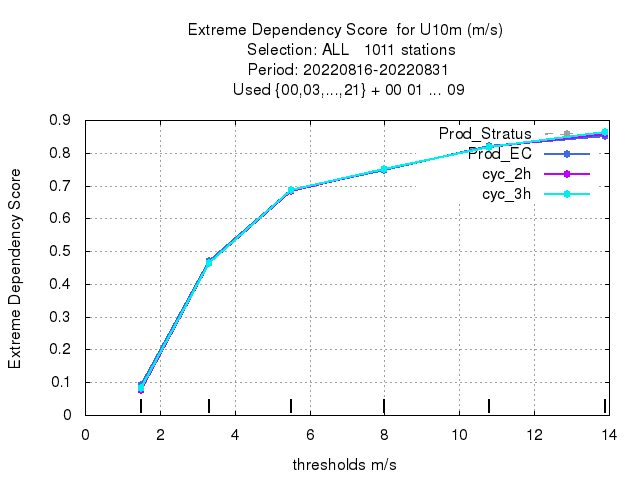 Extreme Dependency Score  for U10m (m/s)
Selection: ALL   1011 stations
Period: 20220816-20220831
Used {00,03,...,21} + 00 01 ... 09
Extreme Dependency Score
0.9
0.8
0.7
0.6
0.5
0.4
0.3
0.2
0.1
0
Prod_Stratus
Prod_EC
cyc_2h
cyc_3h
0 2 4 6 8 10 12 14
thresholds m/s